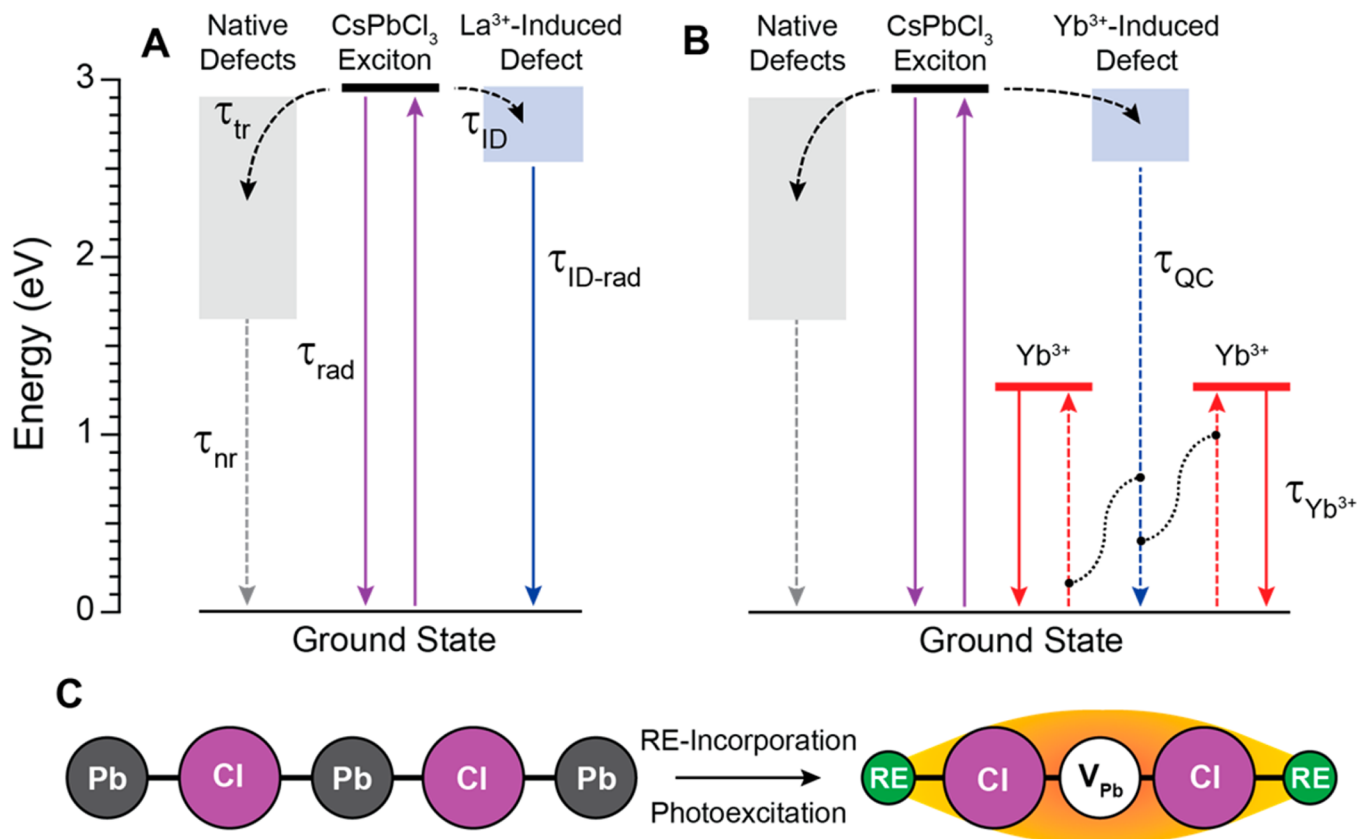 A
Native
Defects
CsPbCl₃
Exciton
La³⁺-Induced
Defect
B
Native
Defects
CsPbCl₃
Exciton
Yb³⁺-Induced
Defect
Energy (eV)
3
2
1
0
τtr
τID
τrad
τID-rad
τnr
Ground State
τQC
Yb³⁺
Yb³⁺
τYb³⁺
Ground State
C
Pb
Cl
Pb
Cl
Pb
RE-Incorporation
Photoexcitation
RE
Cl
VPb
Cl
RE